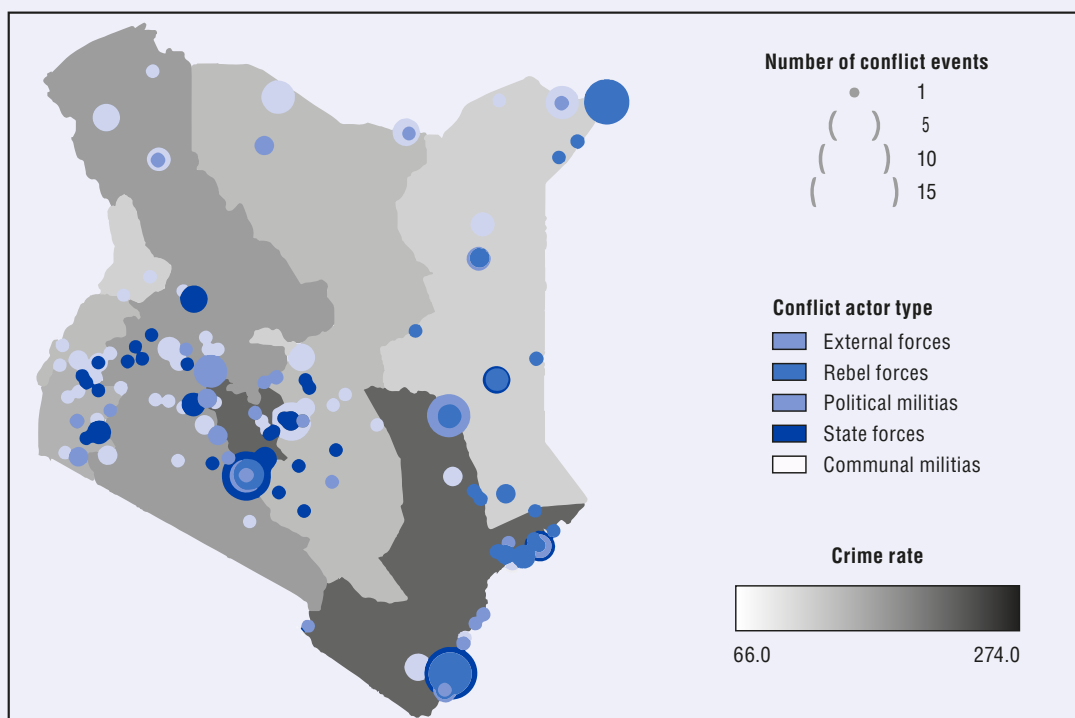 Number of conflict events
1
5
10
15
Conflict actor type
External forces
Rebel forces
Political militias
State forces
Communal militias
Crime rate
66.0
274.0